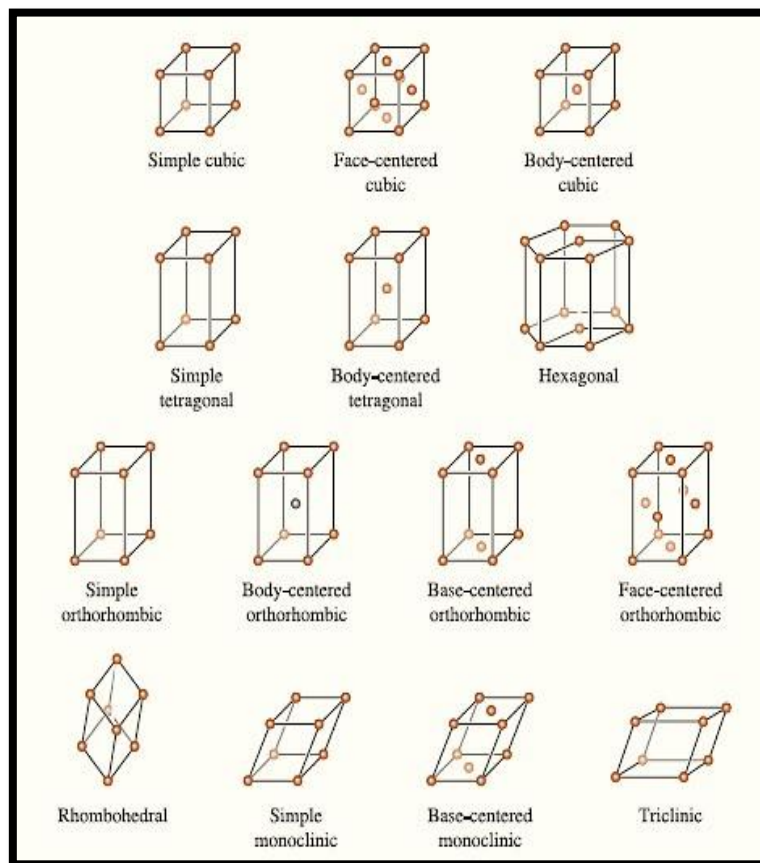 Simple cubic
Face-centered
cubic
Body-centered
cubic
Simple
tetragonal
Body-centered
tetragonal
Hexagonal
Simple
orthorhombic
Body-centered
orthorhombic
Base-centered
orthorhombic
Face-centered
orthorhombic
Rhombohedral
Simple
monoclinic
Base-centered
monoclinic
Triclinic